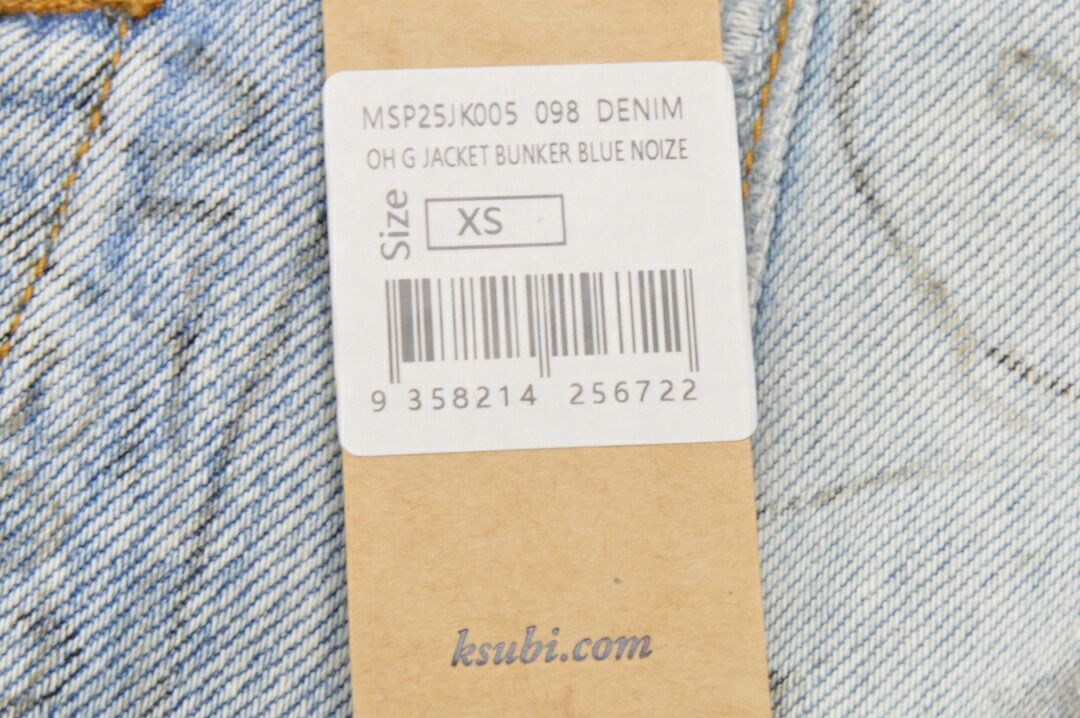 MSP25JK005 098 DENIM
OH G JACKET BUNKER BLUE NOIZE
Size
XS
9 358214 256722
ksubi.com